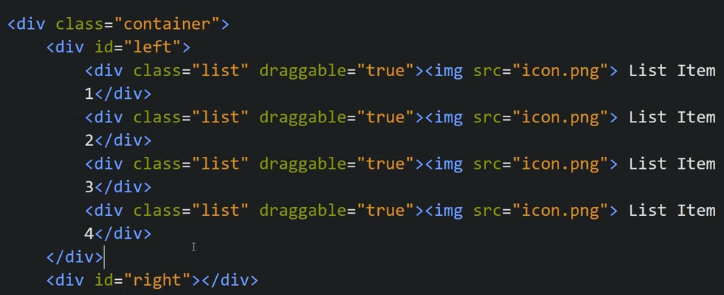 <div class="container">
<div id="left">
<div class="list" draggable="true"><img src="icon.png"> List Item
1</div>
<div class="list" draggable="true"><img src="icon.png"> List Item
2</div>
<div class="list" draggable="true"><img src="icon.png"> List Item
3</div>
<div class="list" draggable="true"><img src="icon.png"> List Item
4</div>
</div>
<div id="right"></div>